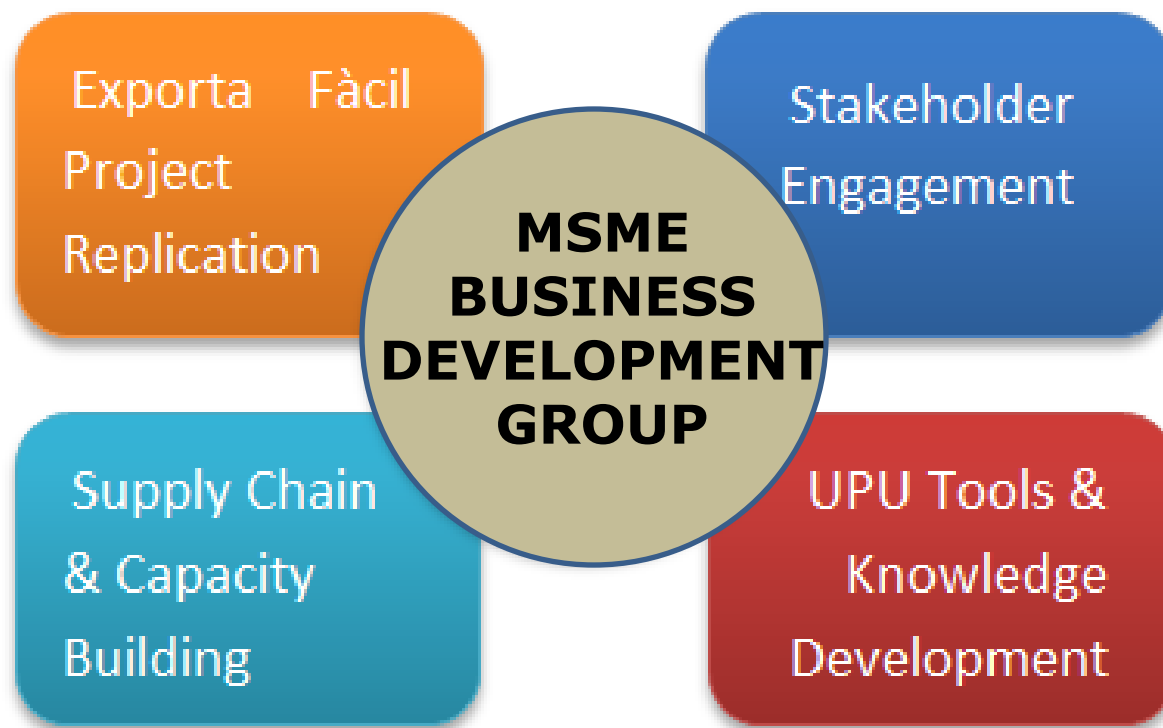 Exporta Fàcil
Project
Replication
Stakeholder
Engagement
MSME
BUSINESS
DEVELOPMENT
GROUP
Supply Chain
& Capacity
Building
UPU Tools &
Knowledge
Development